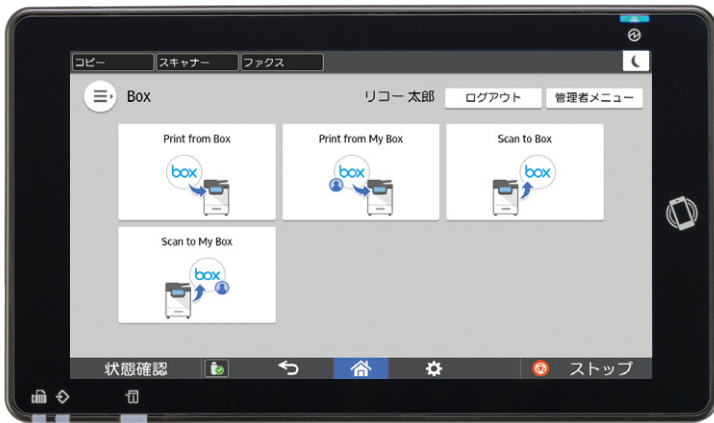 コピー
スキャナー
ファクス
Box
リコー 太郎
ログアウト
管理者メニュー
Print from Box
Print from My Box
Scan to Box
box
box
box
Scan to My Box
box
状態確認
ストップ